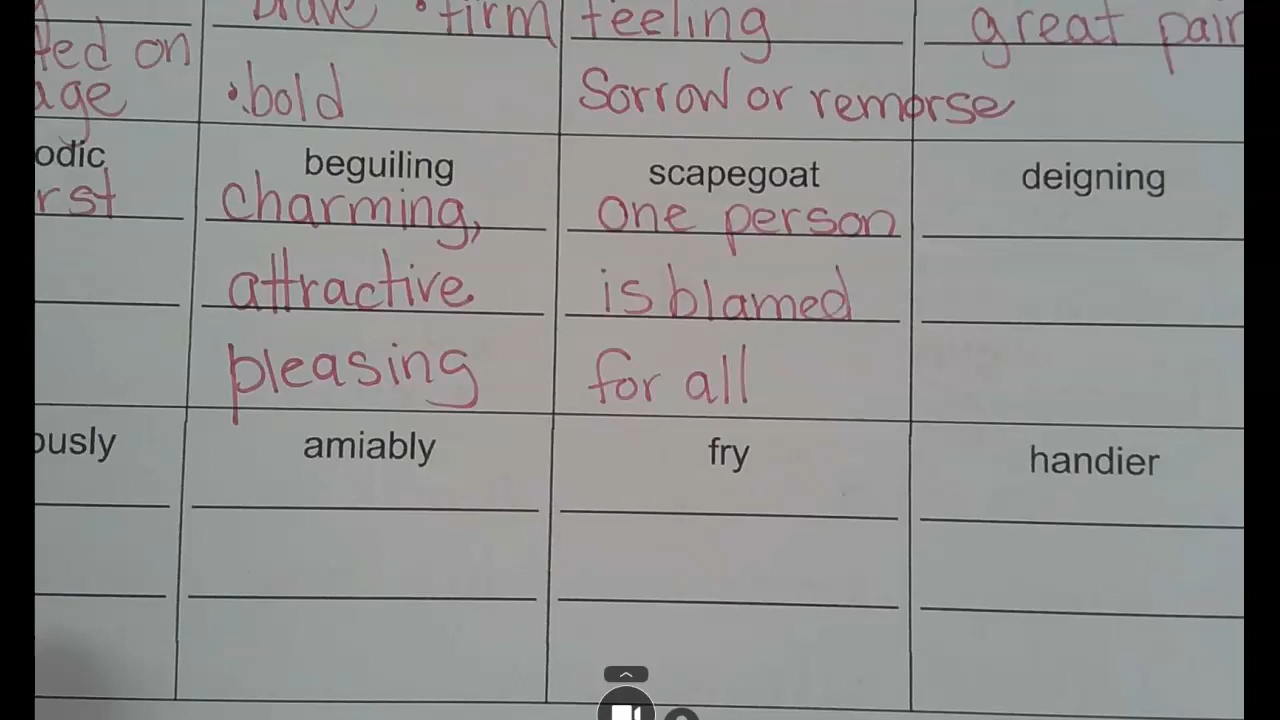 brave • firm
feeling
great pain
ted on
age
•bold
Sorrow or remorse
odic
rst
beguiling
charming,
attractive
pleasing
scapegoat
one person
is blamed
for all
deigning
ously
amiably
fry
handier